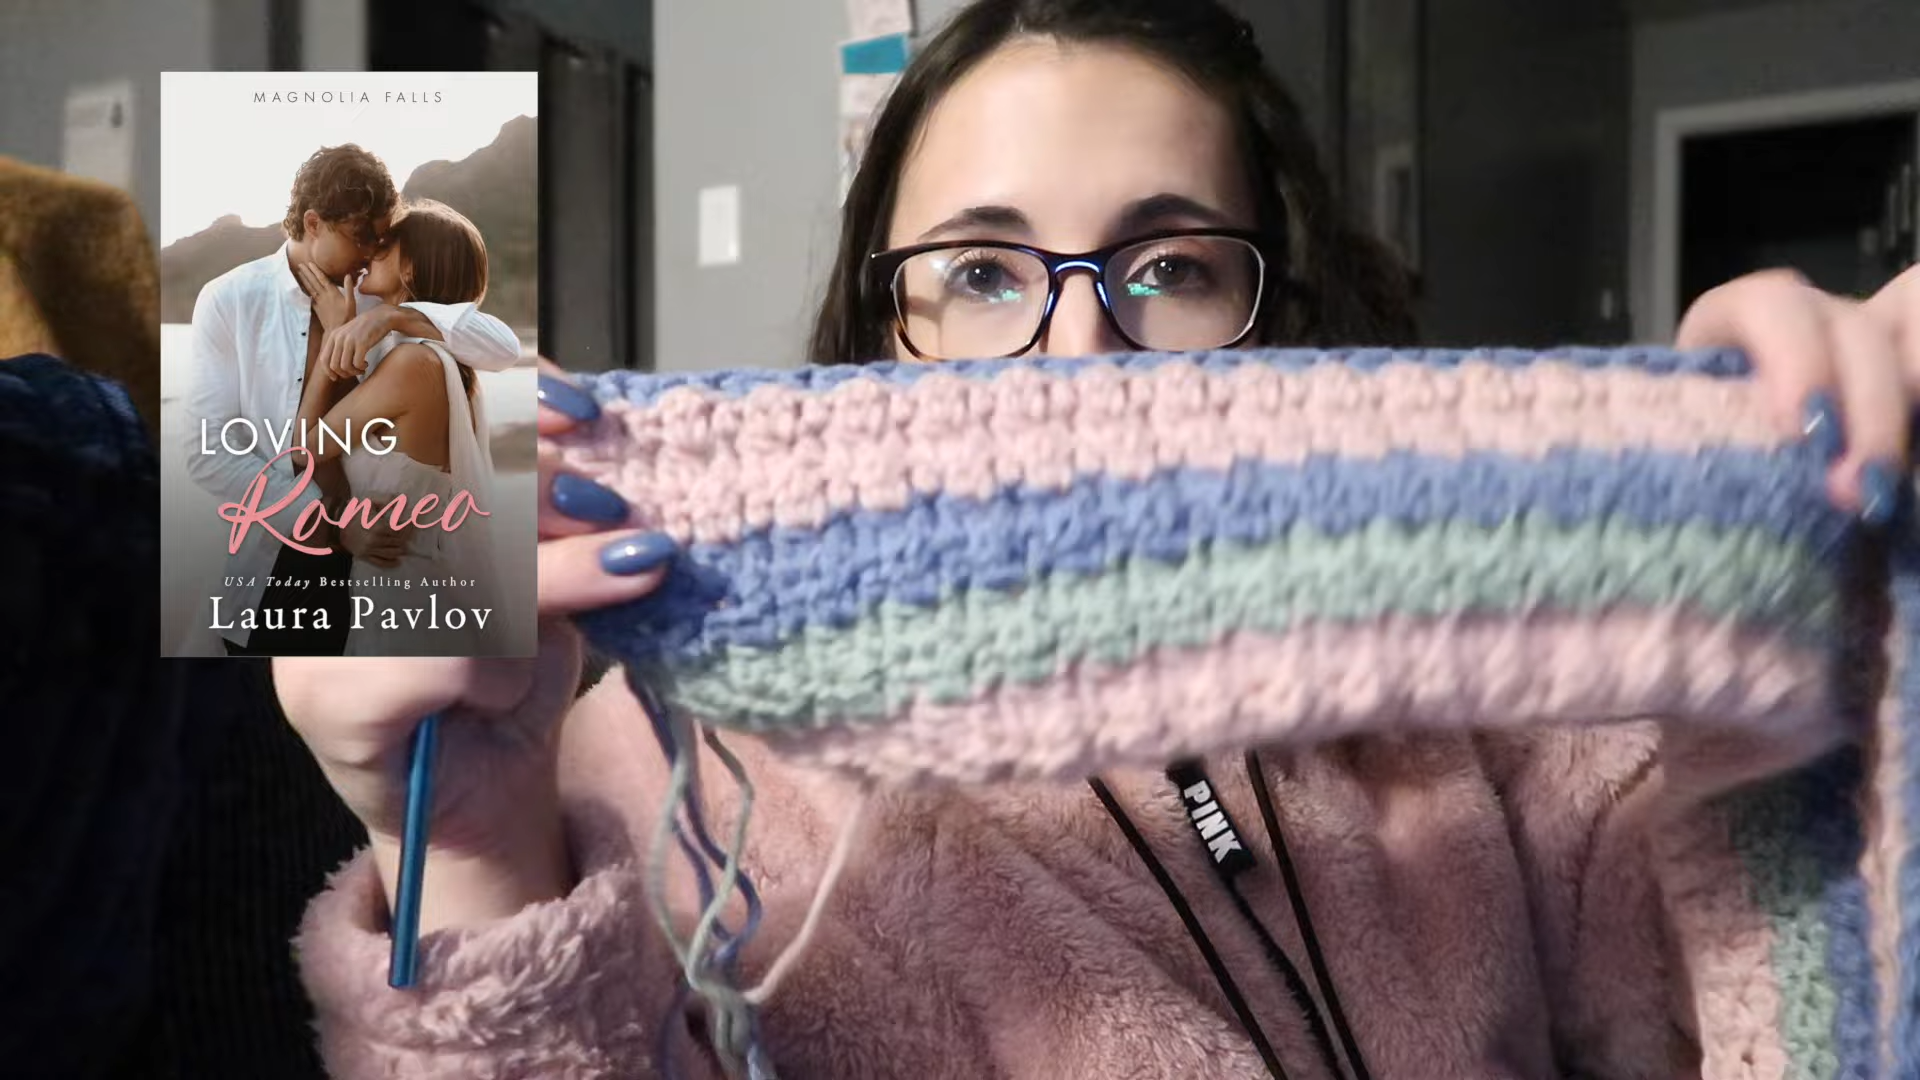 MAGNOLIA FALLS
LOVING
Romeo
USA Today Bestselling Author
Laura Pavlov
PINK